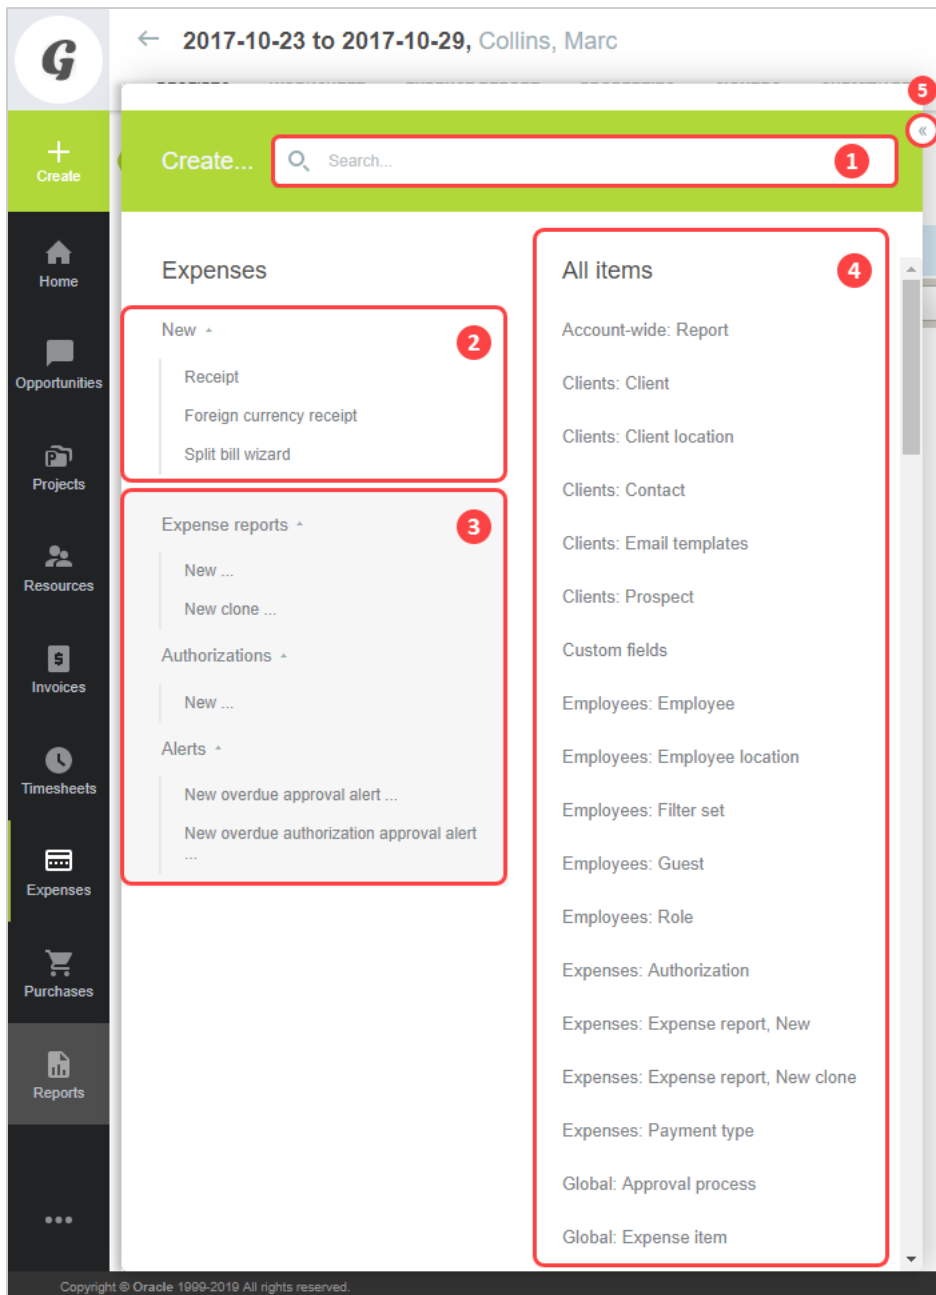 G
← 2017-10-23 to 2017-10-29, Collins, Marc
5
«
Create
Create...
Search...
1
Home
Opportunities
Projects
Resources
Invoices
Timesheets
Expenses
Purchases
Reports
Expenses
New
2
Receipt
Foreign currency receipt
Split bill wizard
Expense reports
3
New ...
New clone ...
Authorizations
New ...
Alerts
New overdue approval alert ...
New overdue authorization approval alert
...
All items
4
Account-wide: Report
Clients: Client
Clients: Client location
Clients: Contact
Clients: Email templates
Clients: Prospect
Custom fields
Employees: Employee
Employees: Employee location
Employees: Filter set
Employees: Guest
Employees: Role
Expenses: Authorization
Expenses: Expense report, New
Expenses: Expense report, New clone
Expenses: Payment type
Global: Approval process
Global: Expense item
Copyright © Oracle 1999-2019 All rights reserved.